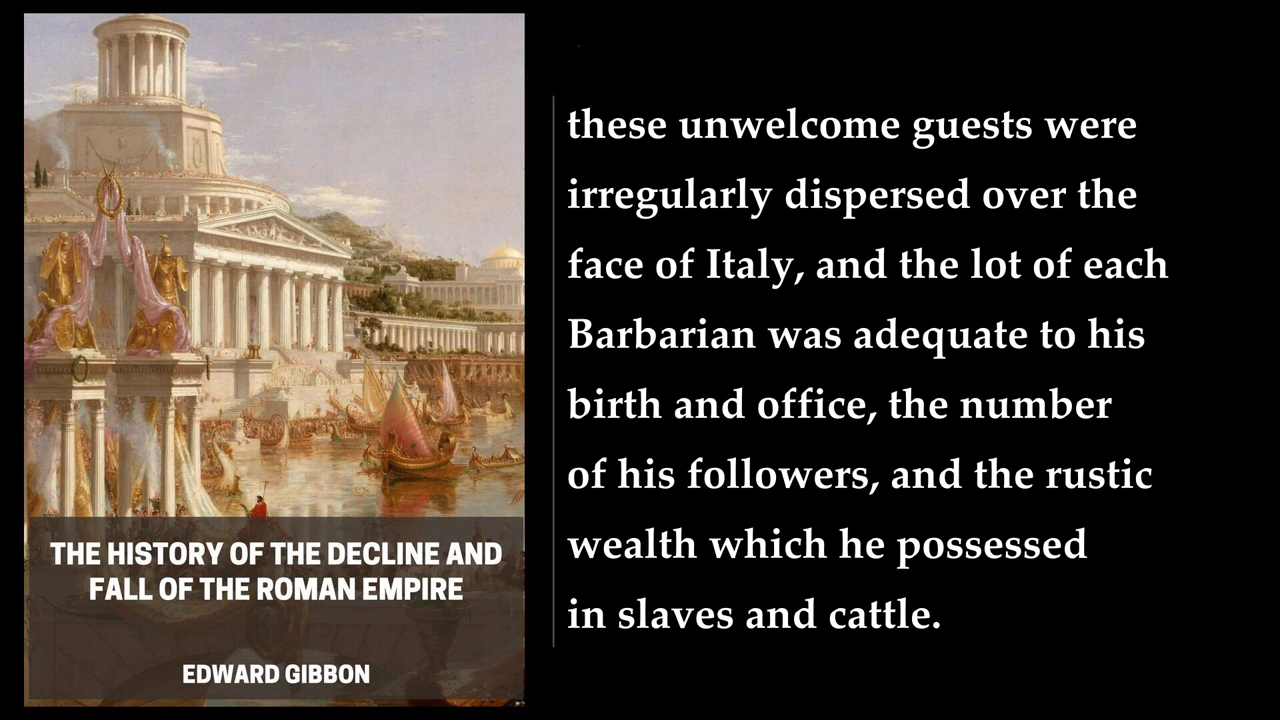 THE HISTORY OF THE DECLINE AND
FALL OF THE ROMAN EMPIRE
EDWARD GIBBON
these unwelcome guests were
irregularly dispersed over the
face of Italy, and the lot of each
Barbarian was adequate to his
birth and office, the number
of his followers, and the rustic
wealth which he possessed
in slaves and cattle.